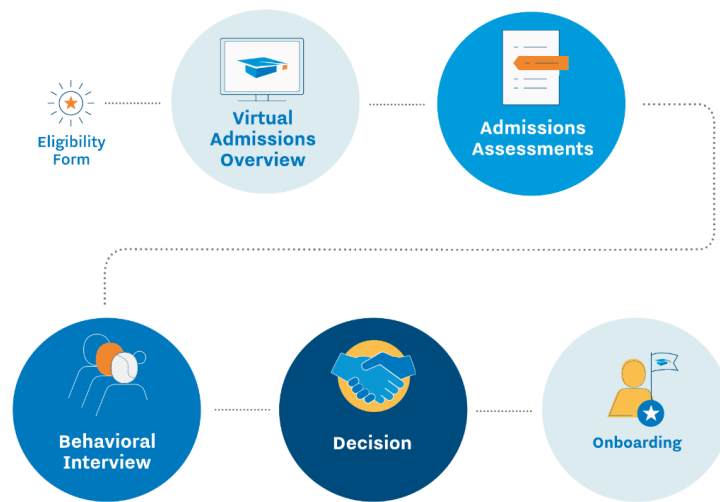 Eligibility
Form
Virtual
Admissions
Overview
Admissions
Assessments
Behavioral
Interview
Decision
Onboarding